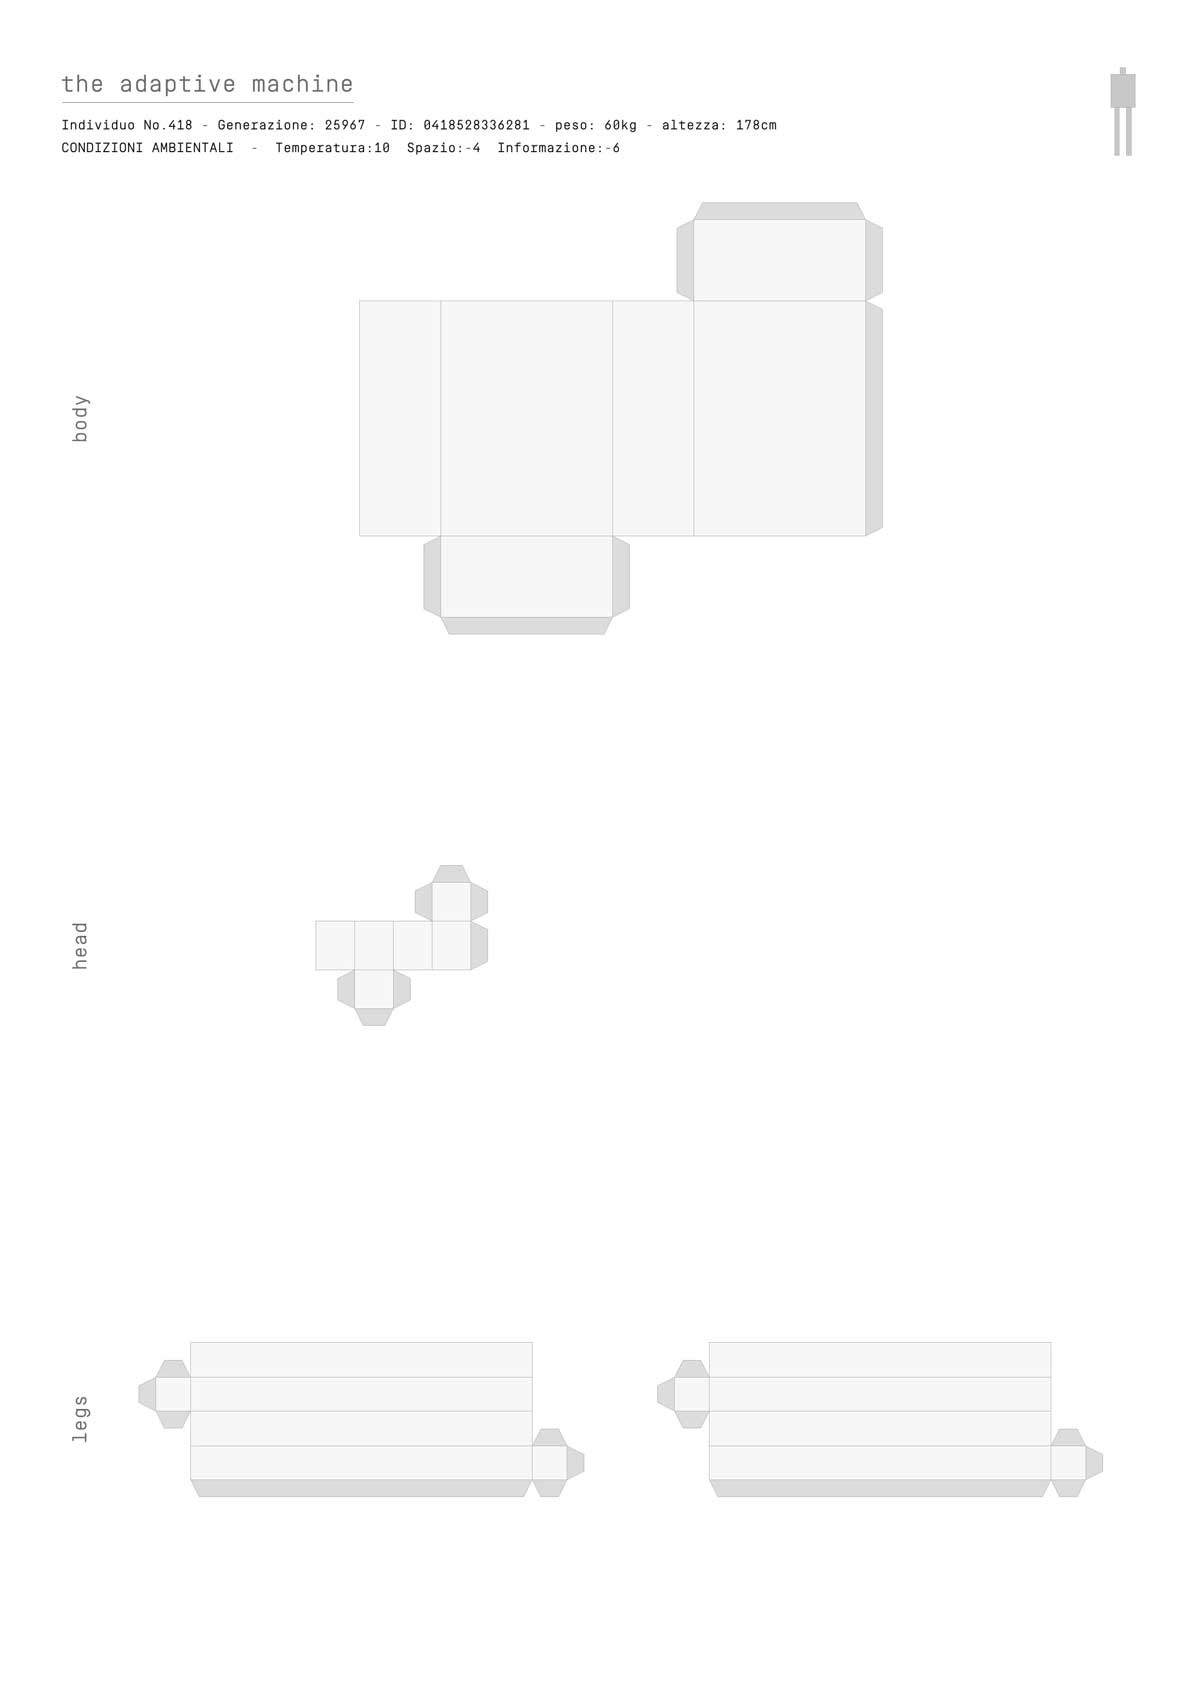 the adaptive machine
Individuo No.418 - Generazione: 25967 - ID: 0418528336281 - peso: 60kg - altezza: 178cm
CONDIZIONI AMBIENTALI - Temperatura:10 Spazio:-4 Informazione:-6
body
head
legs